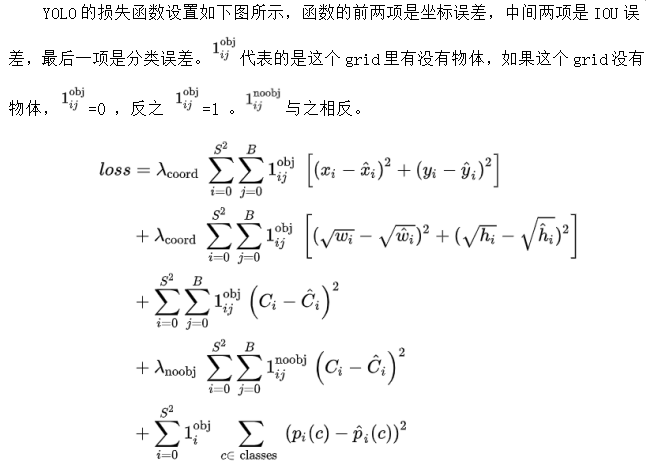 YOLO的损失函数设置如下图所示，函数的前两项是坐标误差，中间两项是 IOU 误
差，最后一项是分类误差。$1_{ij}^{\text{obj}}$ 代表的是这个 grid 里有没有物体，如果这个 grid 没有
物体，$1_{ij}^{\text{obj}}$ =0 ，反之 $1_{ij}^{\text{obj}}$ =1 。$1_{ij}^{\text{noobj}}$ 与之相反。
$loss = \lambda_{\text{coord}} \sum_{i=0}^{S^2} \sum_{j=0}^{B} 1_{ij}^{\text{obj}} \left[ (x_i - \hat{x}_i)^2 + (y_i - \hat{y}_i)^2 \right]$
$+ \lambda_{\text{coord}} \sum_{i=0}^{S^2} \sum_{j=0}^{B} 1_{ij}^{\text{obj}} \left[ (\sqrt{w_i} - \sqrt{\hat{w}_i})^2 + (\sqrt{h_i} - \sqrt{\hat{h}_i})^2 \right]$
$+ \sum_{i=0}^{S^2} \sum_{j=0}^{B} 1_{ij}^{\text{obj}} \left( C_i - \hat{C}_i \right)^2$
$+ \lambda_{\text{noobj}} \sum_{i=0}^{S^2} \sum_{j=0}^{B} 1_{ij}^{\text{noobj}} \left( C_i - \hat{C}_i \right)^2$
$+ \sum_{i=0}^{S^2} 1_{i}^{\text{obj}} \sum_{c \in \text{classes}} (p_i(c) - \hat{p}_i(c))^2$